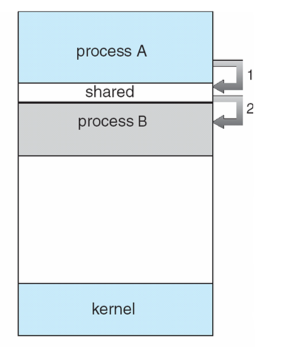 process A
1
shared
2
process B
kernel